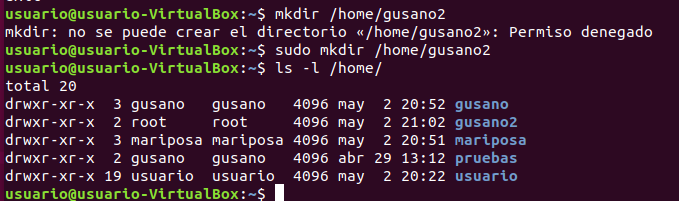 usuario@usuario-VirtualBox:~$ mkdir /home/gusano2
mkdir: no se puede crear el directorio «/home/gusano2»: Permiso denegado
usuario@usuario-VirtualBox:~$ sudo mkdir /home/gusano2
usuario@usuario-VirtualBox:~$ ls -l /home/
total 20
drwxr-xr-x  3 gusano   gusano   4096 may  2 20:52 gusano
drwxr-xr-x  2 root     root     4096 may  2 21:02 gusano2
drwxr-xr-x  3 mariposa mariposa 4096 may  2 20:51 mariposa
drwxr-xr-x  2 gusano   gusano   4096 abr 29 13:12 pruebas
drwxr-xr-x 19 usuario  usuario  4096 may  2 20:22 usuario
usuario@usuario-VirtualBox:~$